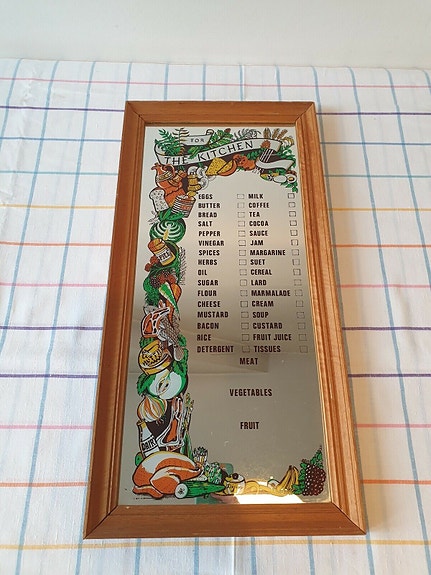 FOR
THE KITCHEN
EGGS MILK
BUTTER COFFEE
BREAD TEA
SALT COCOA
PEPPER SAUCE
VINEGAR JAM
SPICES MARGARINE
HERBS SUET
OIL CEREAL
SUGAR LARD
FLOUR MARMALADE
CHEESE CREAM
MUSTARD SOUP
BACON CUSTARD
RICE FRUIT JUICE
DETERGENT TISSUES
MEAT
VEGETABLES
FRUIT